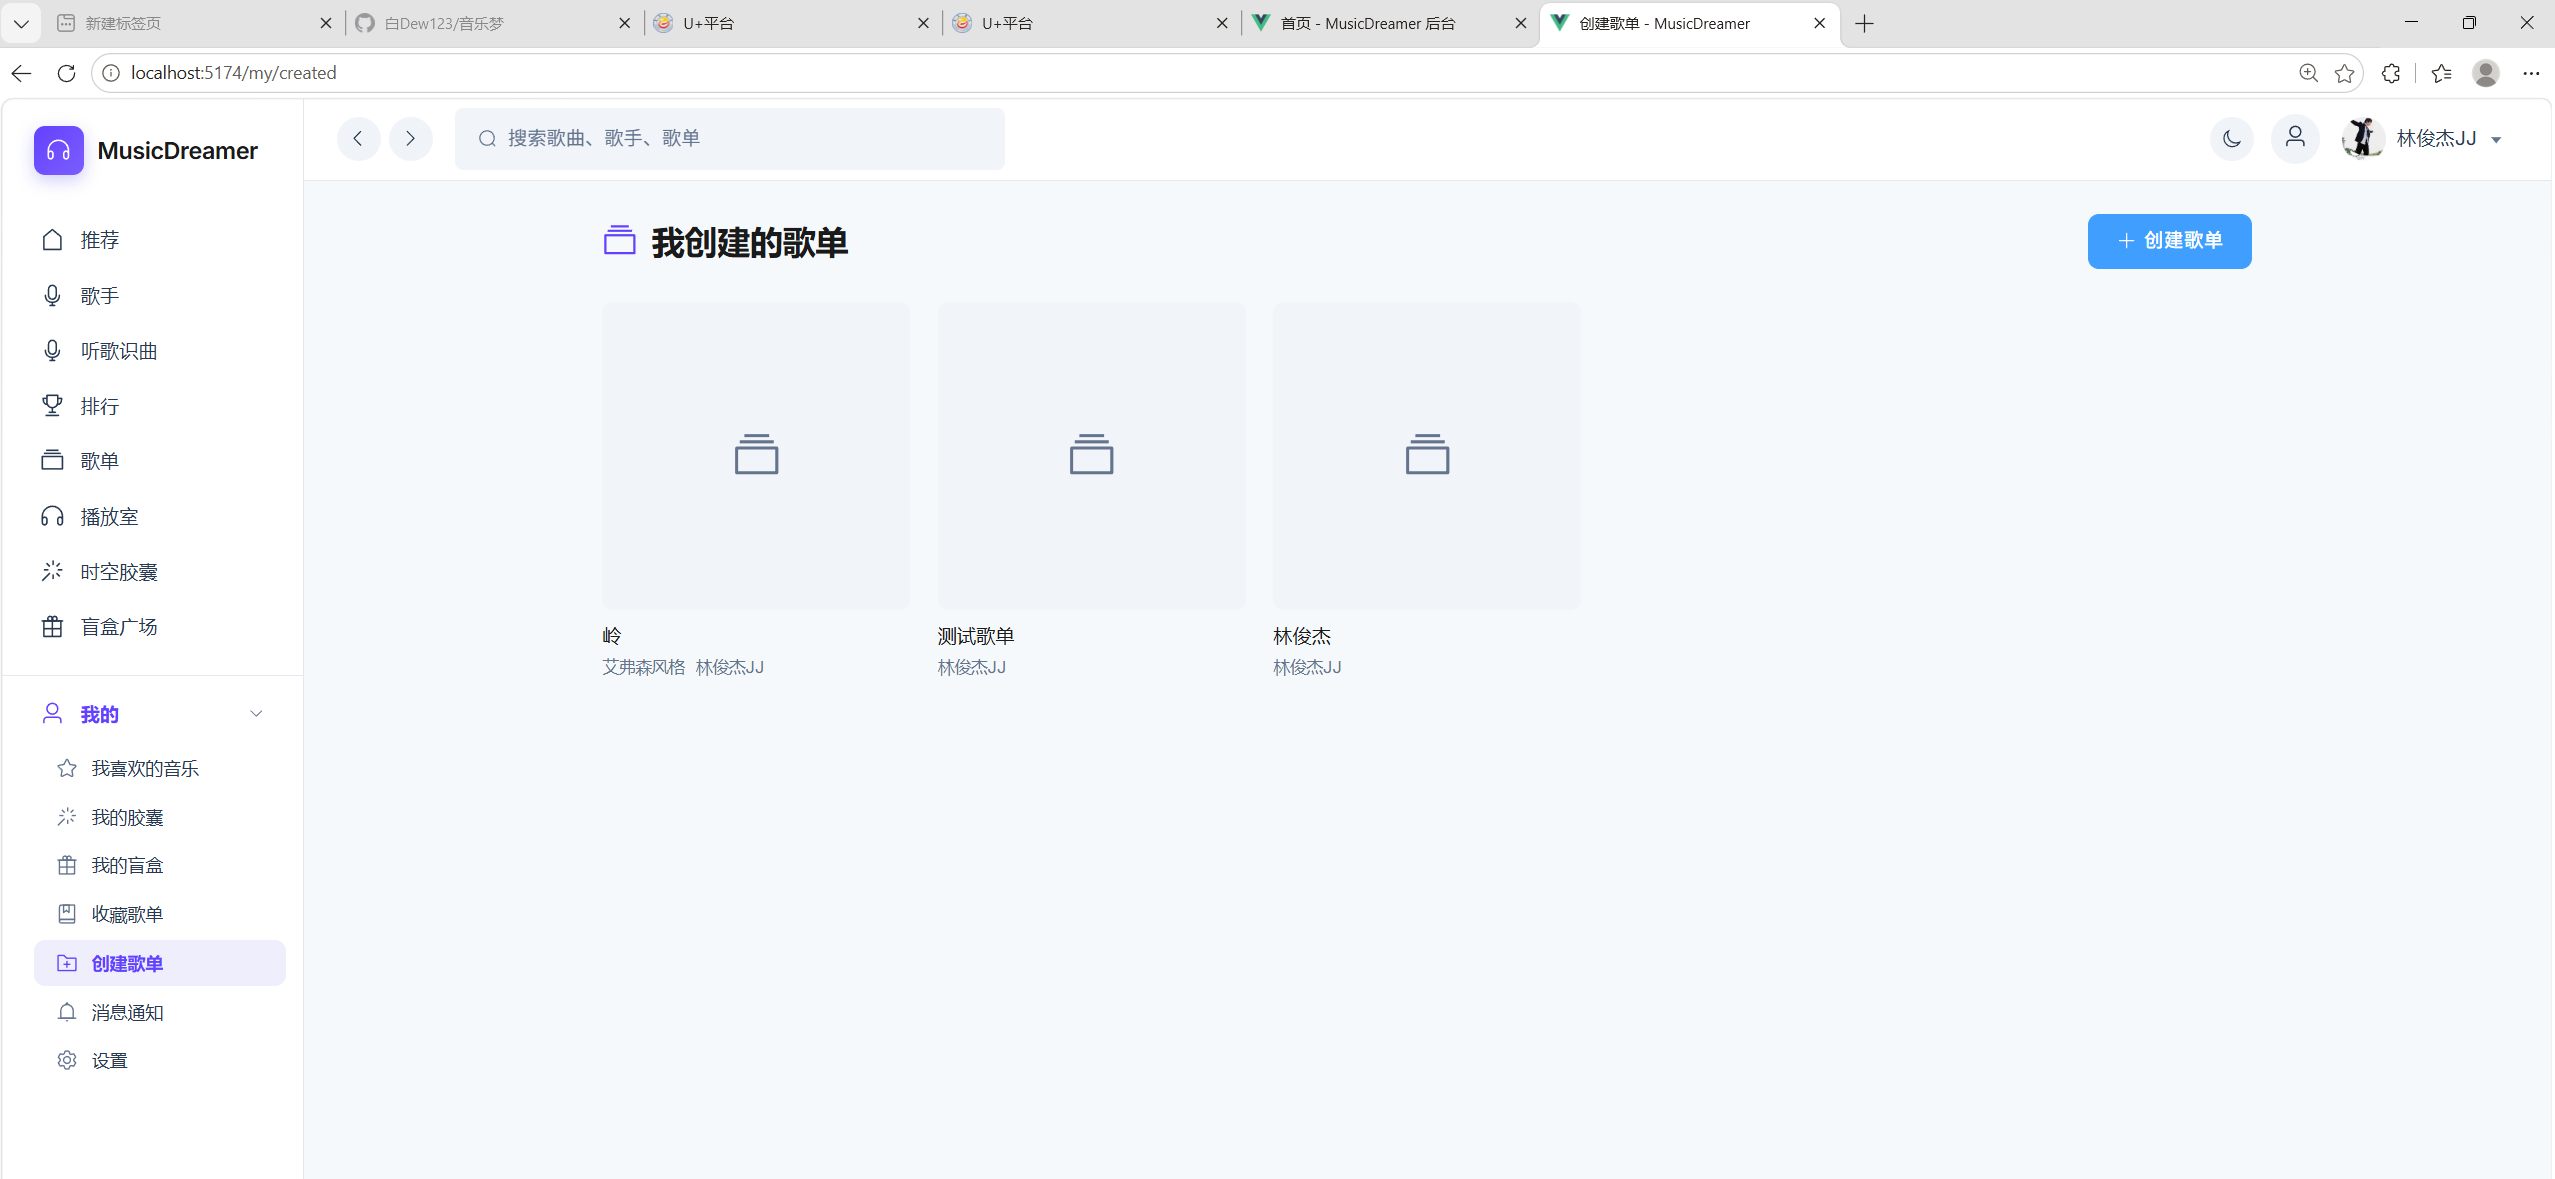 新建标签页
白Dew123/音乐梦
U+平台
U+平台
首页 - MusicDreamer 后台
创建歌单 - MusicDreamer
localhost:5174/my/created
MusicDreamer
搜索歌曲、歌手、歌单
林俊杰JJ
推荐
歌手
听歌识曲
排行
歌单
播放室
时空胶囊
盲盒广场
我的
我喜欢的音乐
我的胶囊
我的盲盒
收藏歌单
创建歌单
消息通知
设置
我创建的歌单
创建歌单
岭
艾弗森风格 林俊杰JJ
测试歌单
林俊杰JJ
林俊杰
林俊杰JJ